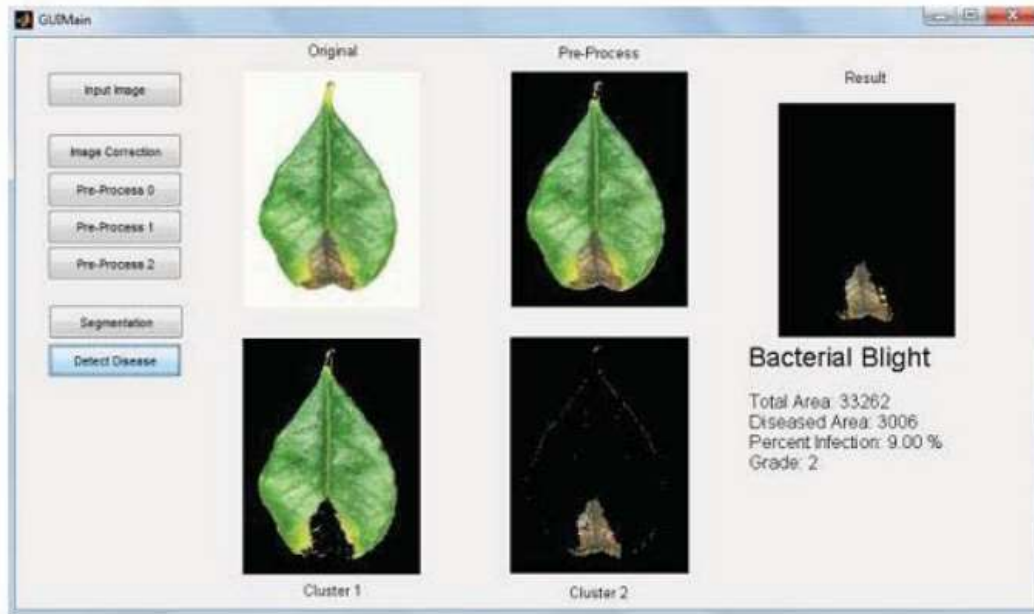 GUIMain
Original
Pre-Process
Result
Input Image
Image Correction
Pre-Process 0
Pre-Process 1
Pre-Process 2
Segmentation
Detect Disease
Bacterial Blight
Total Area: 33262
Diseased Area: 3006
Percent Infection: 9.00 %
Grade: 2
Cluster 1
Cluster 2